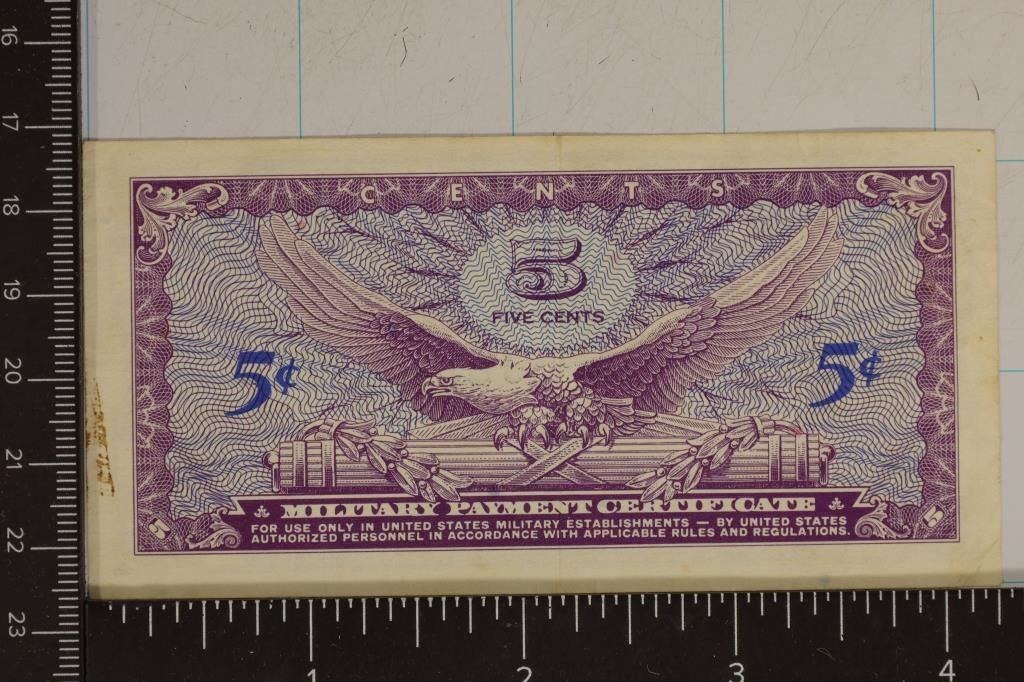 16
17
18
19
20
21
22
23
CENTS
5
FIVE CENTS
5¢ 5¢
MILITARY PAYMENT CERTIFICATE
5 5
FOR USE ONLY IN UNITED STATES MILITARY ESTABLISHMENTS — BY UNITED STATES
AUTHORIZED PERSONNEL IN ACCORDANCE WITH APPLICABLE RULES AND REGULATIONS.
1 2 3 4